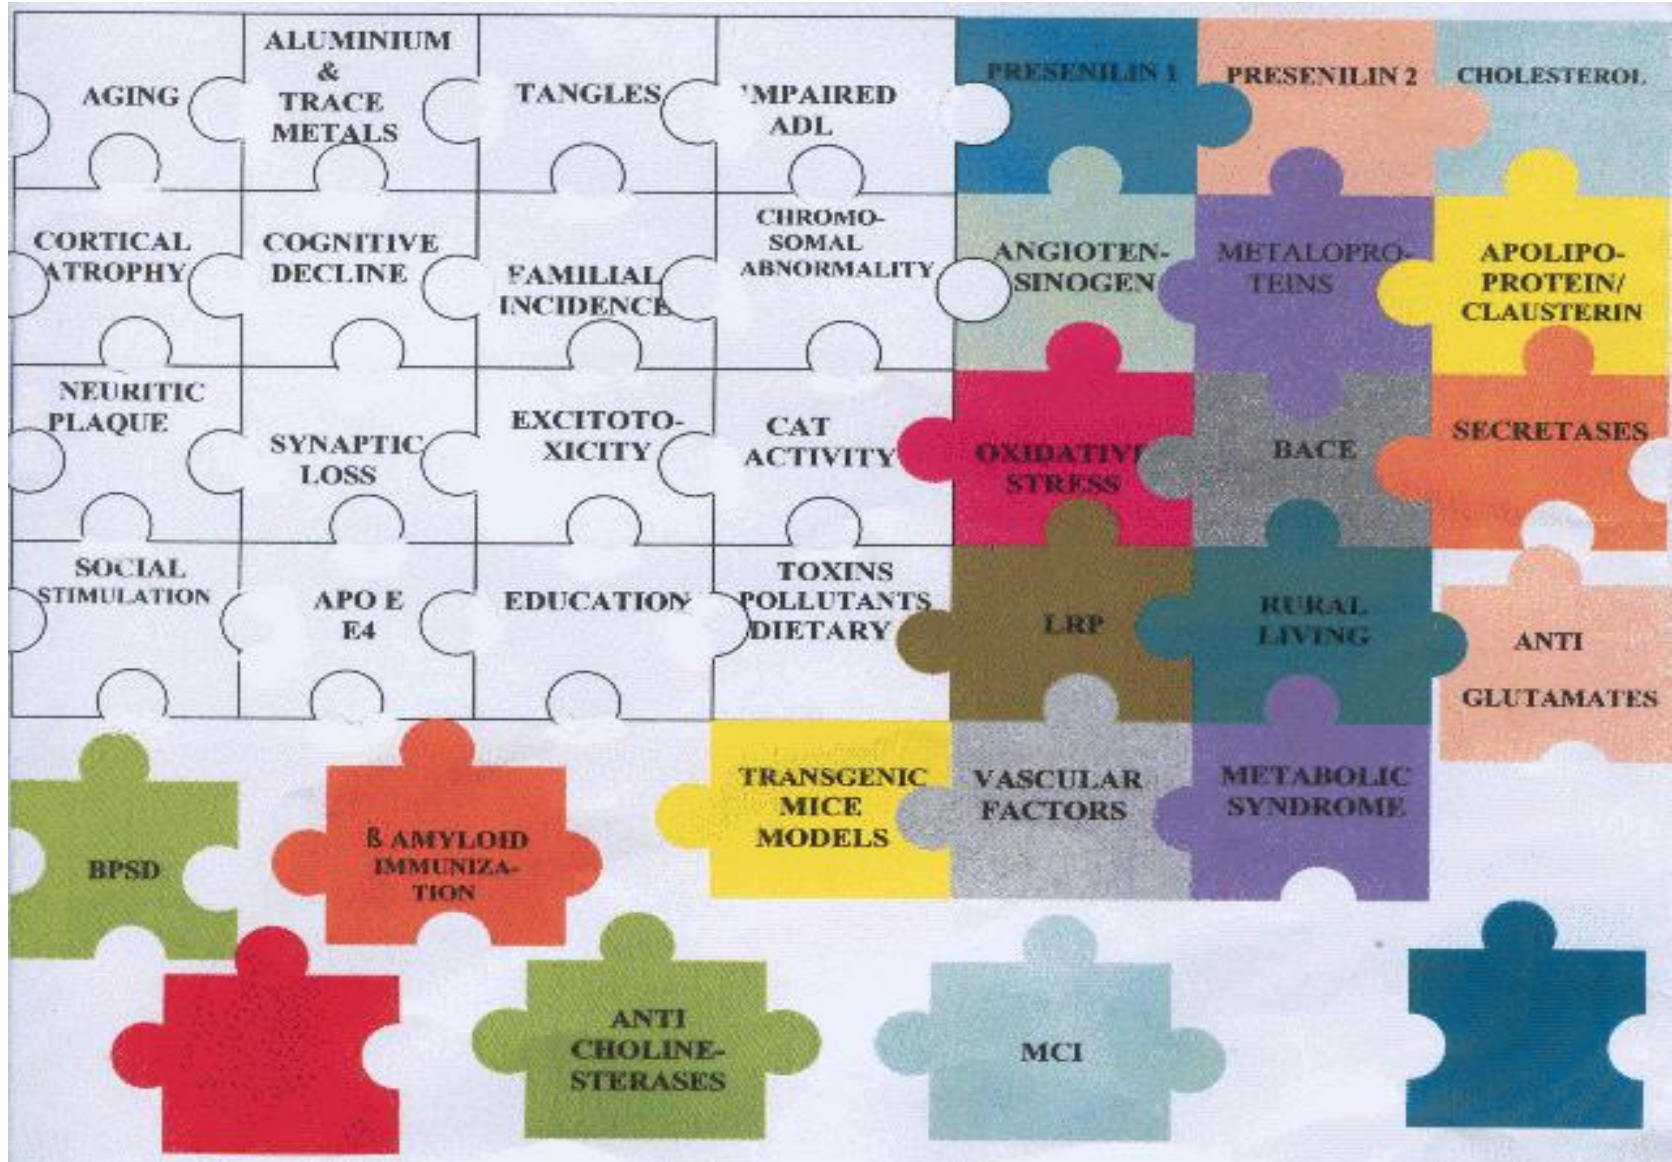 AGING
ALUMINIUM
&
TRACE
METALS
TANGLES
'MPAIRED
ADL
PRESENILIN 1
PRESENILIN 2
CHOLESTEROL
CORTICAL
ATROPHY
COGNITIVE
DECLINE
FAMILIAL
INCIDENCE
CHROMO-
SOMAL
ABNORMALITY
ANGIOTEN-
SINOGEN
METALOPRO-
TEINS
APOLIPO-
PROTEIN/
CLAUSTERIN
NEURITIC
PLAQUE
SYNAPTIC
LOSS
EXCITOTO-
XICITY
CAT
ACTIVITY
OXIDATIVE
STRESS
BACE
SECRETASES
SOCIAL
STIMULATION
APO E
E4
EDUCATION
TOXINS
POLLUTANTS
DIETARY
LRP
RURAL
LIVING
ANTI
GLUTAMATES
BPSD
ß AMYLOID
IMMUNIZA-
TION
TRANSGENIC
MICE
MODELS
VASCULAR
FACTORS
METABOLIC
SYNDROME
ANTI
CHOLINE-
STERASES
MCI